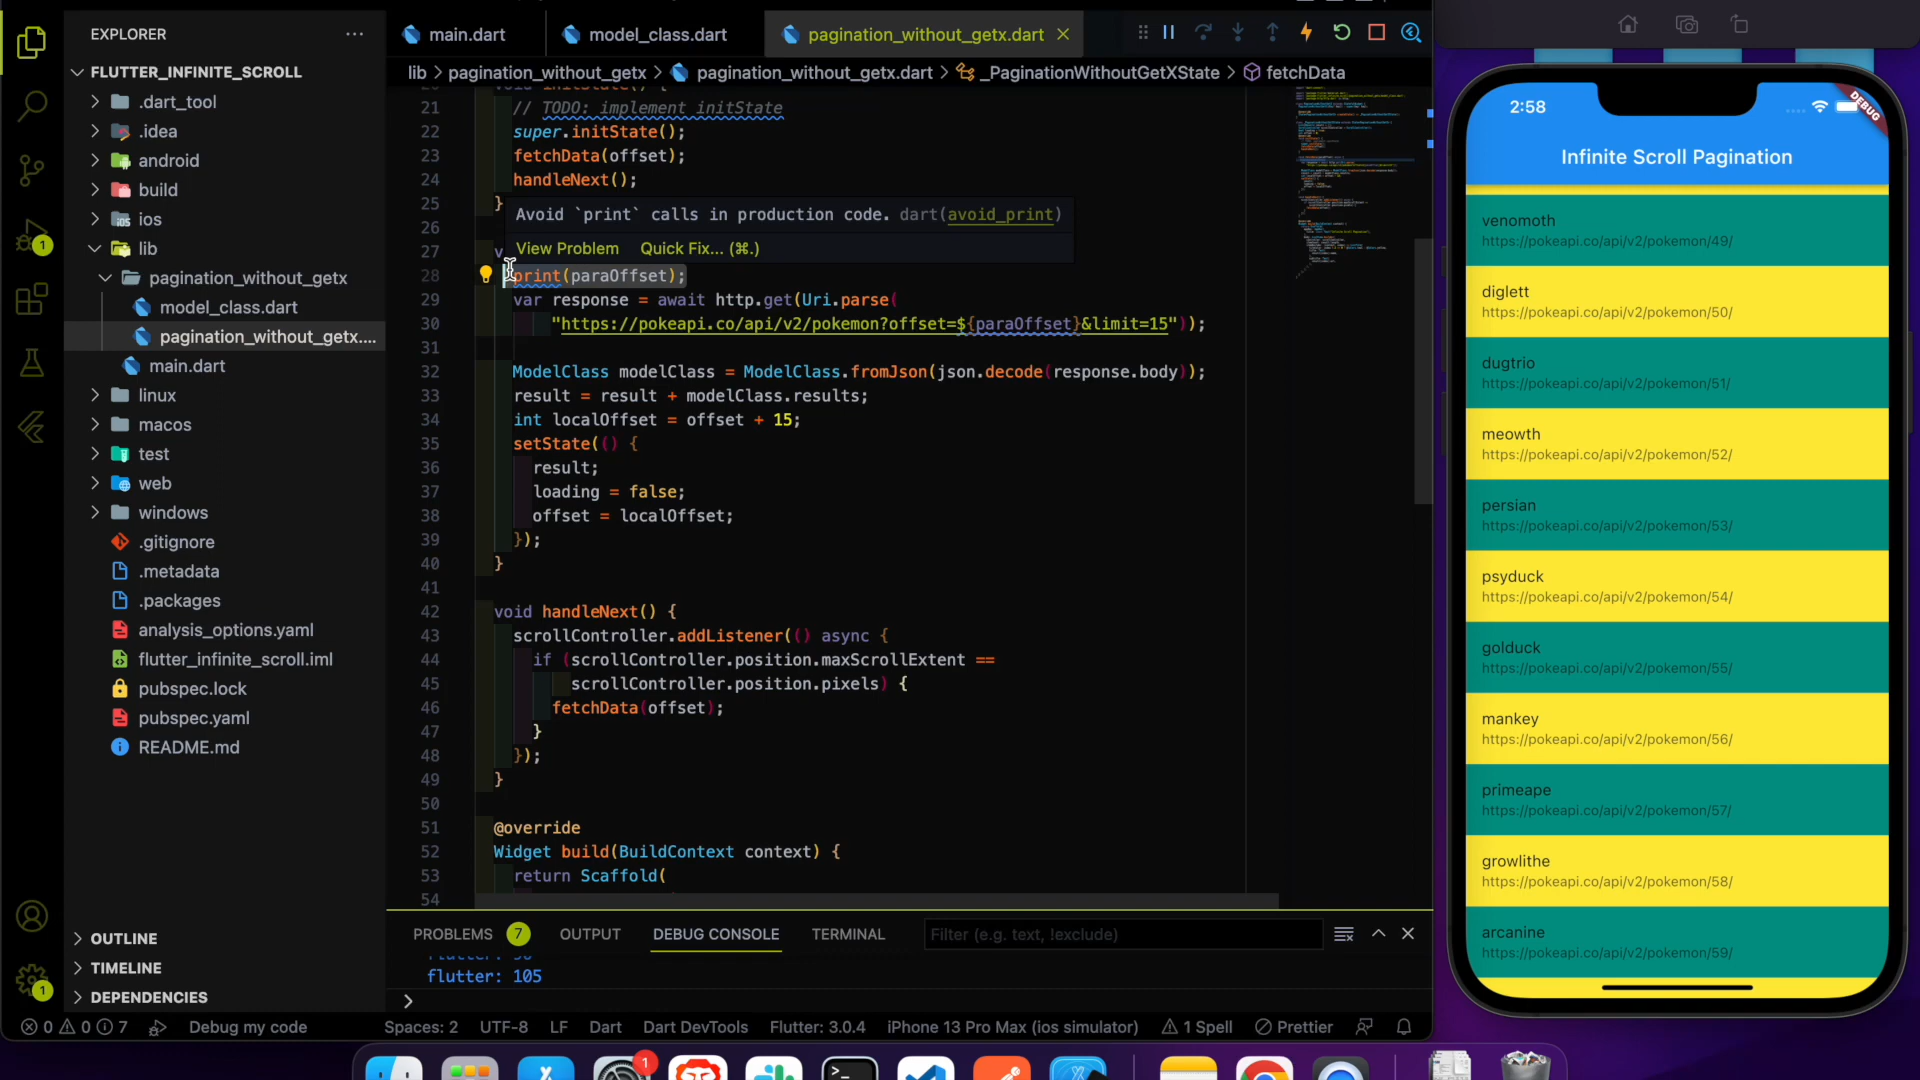 EXPLORER
FLUTTER_INFINITE_SCROLL
.dart_tool
.idea
android
build
ios
lib
pagination_without_getx
model_class.dart
pagination_without_getx....
main.dart
linux
macos
test
web
windows
.gitignore
.metadata
.packages
analysis_options.yaml
flutter_infinite_scroll.iml
pubspec.lock
pubspec.yaml
README.md
OUTLINE
TIMELINE
DEPENDENCIES
main.dart
model_class.dart
pagination_without_getx.dart
lib > pagination_without_getx > pagination_without_getx.dart > _PaginationWithoutGetXState > fetchData
21 // TODO: implement initState
22 super.initState();
23 fetchData(offset);
24 handleNext();
25 }
26
Avoid `print` calls in production code. dart(avoid_print)
View Problem Quick Fix... (⌘.)
27 v
28 print(paraOffset);
29 var response = await http.get(Uri.parse(
30 "https://pokeapi.co/api/v2/pokemon?offset=${paraOffset}&limit=15"));
31
32 ModelClass modelClass = ModelClass.fromJson(json.decode(response.body));
33 result = result + modelClass.results;
34 int localOffset = offset + 15;
35 setState(() {
36 result;
37 loading = false;
38 offset = localOffset;
39 });
40 }
41
42 void handleNext() {
43 scrollController.addListener(() async {
44 if (scrollController.position.maxScrollExtent ==
45 scrollController.position.pixels) {
46 fetchData(offset);
47 }
48 });
49 }
50
51 @override
52 Widget build(BuildContext context) {
53 return Scaffold(
54
PROBLEMS 7 OUTPUT DEBUG CONSOLE TERMINAL Filter (e.g. text, !exclude)
flutter: 105
>
0 0 7 Debug my code Spaces: 2 UTF-8 LF Dart Dart DevTools Flutter: 3.0.4 iPhone 13 Pro Max (ios simulator) 1 Spell Prettier
1
1
1
2:58
DEBUG
Infinite Scroll Pagination
venomoth
https://pokeapi.co/api/v2/pokemon/49/
diglett
https://pokeapi.co/api/v2/pokemon/50/
dugtrio
https://pokeapi.co/api/v2/pokemon/51/
meowth
https://pokeapi.co/api/v2/pokemon/52/
persian
https://pokeapi.co/api/v2/pokemon/53/
psyduck
https://pokeapi.co/api/v2/pokemon/54/
golduck
https://pokeapi.co/api/v2/pokemon/55/
mankey
https://pokeapi.co/api/v2/pokemon/56/
primeape
https://pokeapi.co/api/v2/pokemon/57/
growlithe
https://pokeapi.co/api/v2/pokemon/58/
arcanine
https://pokeapi.co/api/v2/pokemon/59/